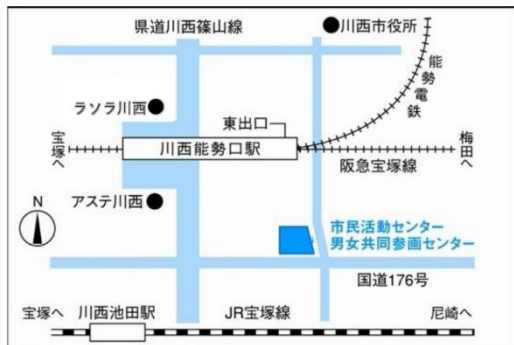 県道川西篠山線
川西市役所
能勢電鉄
ラソラ川西
東出口
宝塚へ
川西能勢口駅
梅田へ
阪急宝塚線
アステ川西
N
市民活動センター
男女共同参画センター
国道176号
宝塚へ
川西池田駅
JR宝塚線
尼崎へ